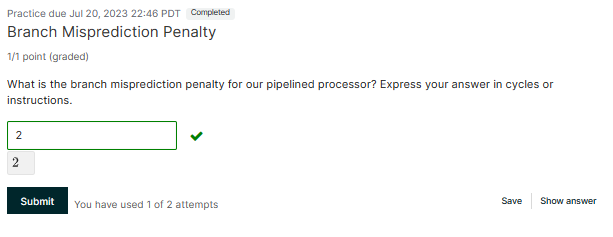 Practice due Jul 20, 2023 22:46 PDT Completed
Branch Misprediction Penalty
1/1 point (graded)
What is the branch misprediction penalty for our pipelined processor? Express your answer in cycles or
instructions.
2
2
Submit You have used 1 of 2 attempts Save Show answer